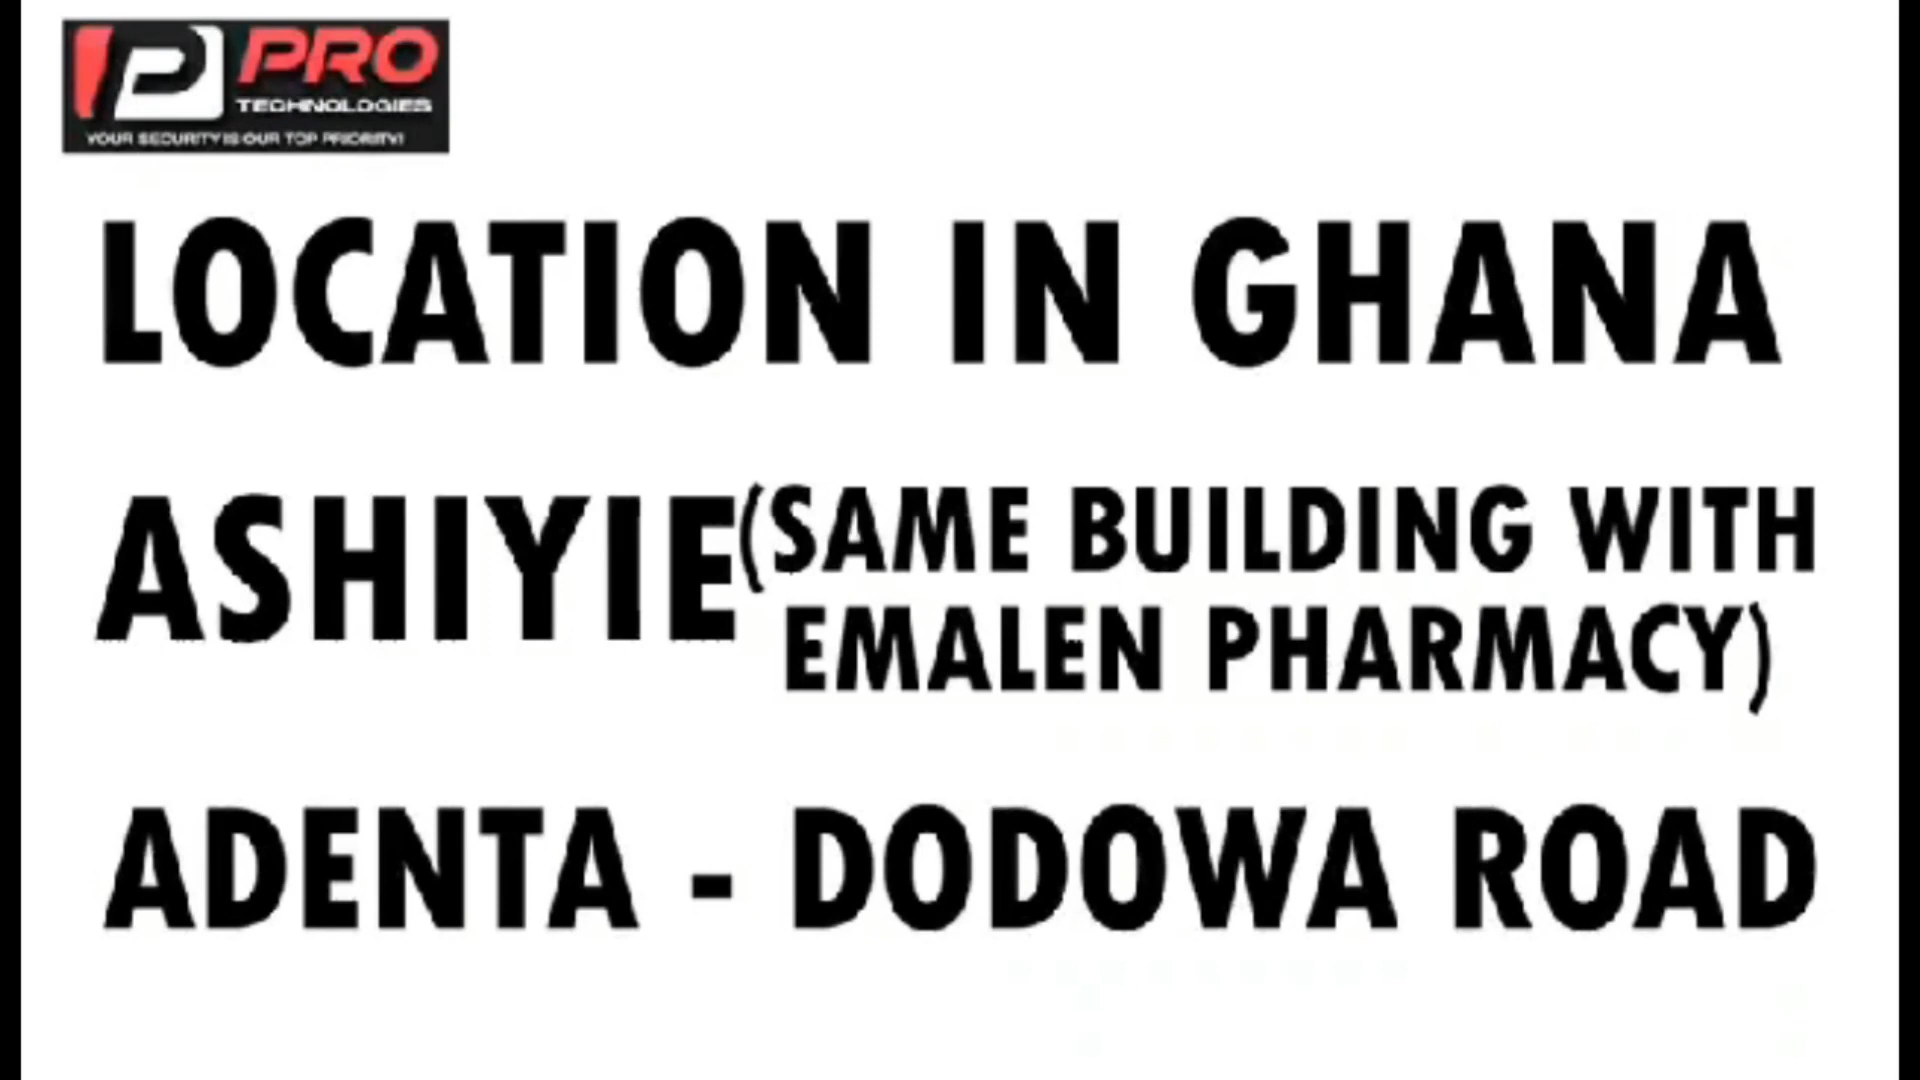 PRO
TECHNOLOGIES
YOUR SECURITY IS OUR TOP PRIORITY!
LOCATION IN GHANA
ASHIYIE (SAME BUILDING WITH
EMALEN PHARMACY)
ADENTA - DODOWA ROAD